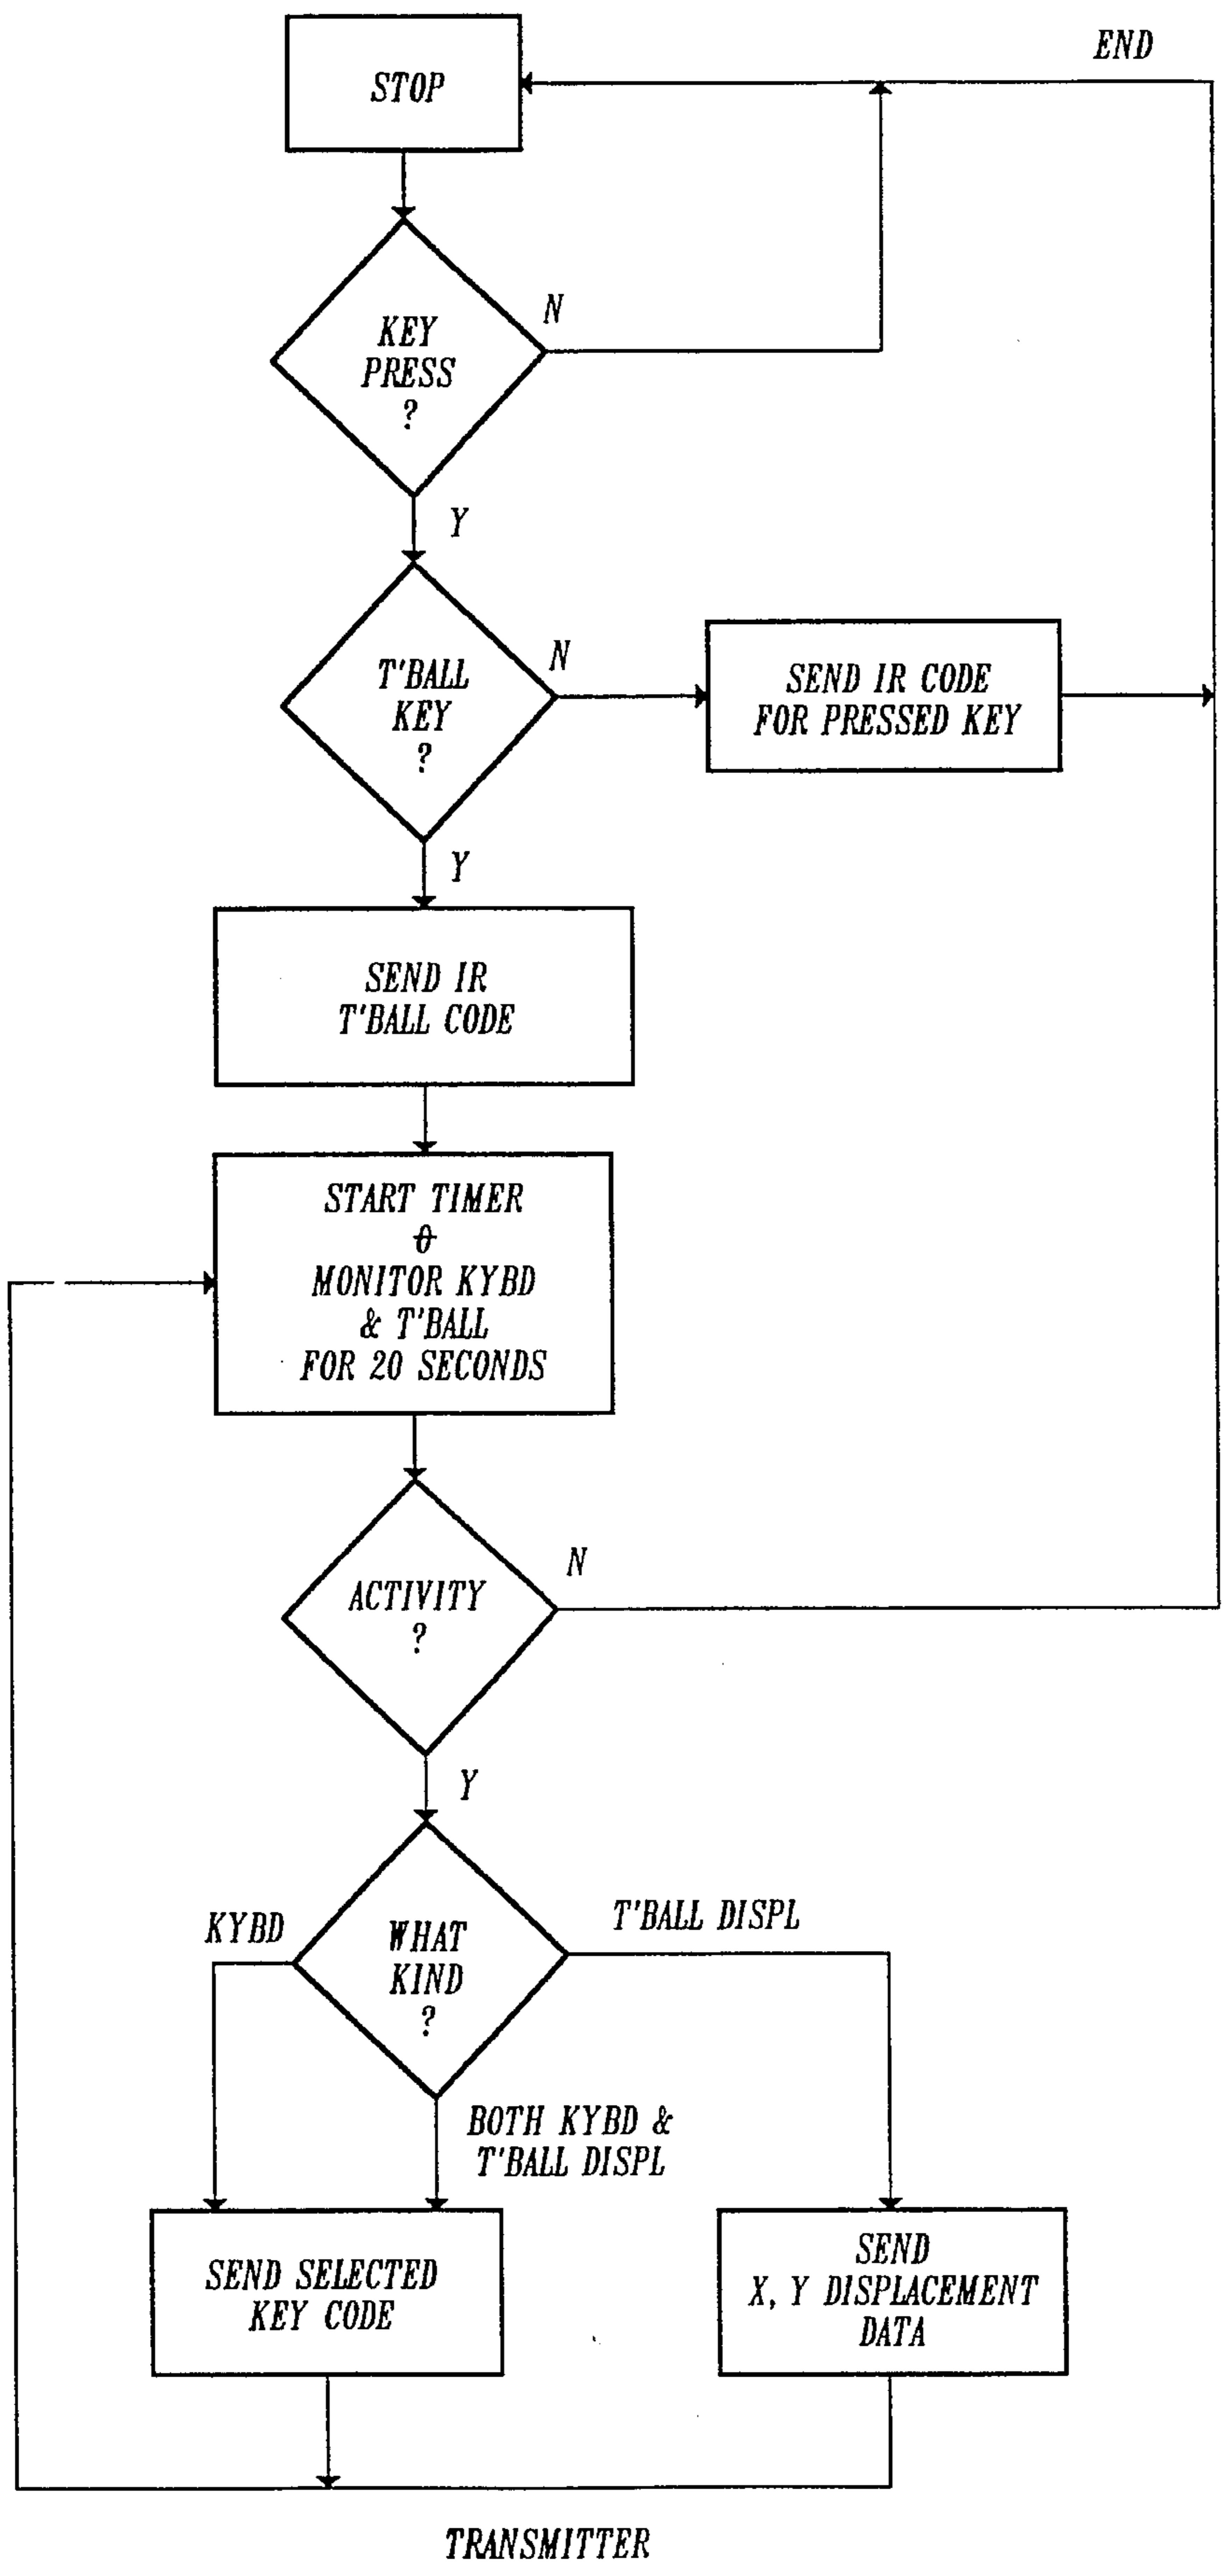 END
STOP
N
KEY
PRESS
?
Y
N
T'BALL
KEY
?
SEND IR CODE
FOR PRESSED KEY
Y
SEND IR
T'BALL CODE
START TIMER
0
MONITOR KYBD
& T'BALL
FOR 20 SECONDS
N
ACTIVITY
?
Y
KYBD
T'BALL DISPL
WHAT
KIND
?
BOTH KYBD &
T'BALL DISPL
SEND SELECTED
KEY CODE
SEND
X, Y DISPLACEMENT
DATA
TRANSMITTER